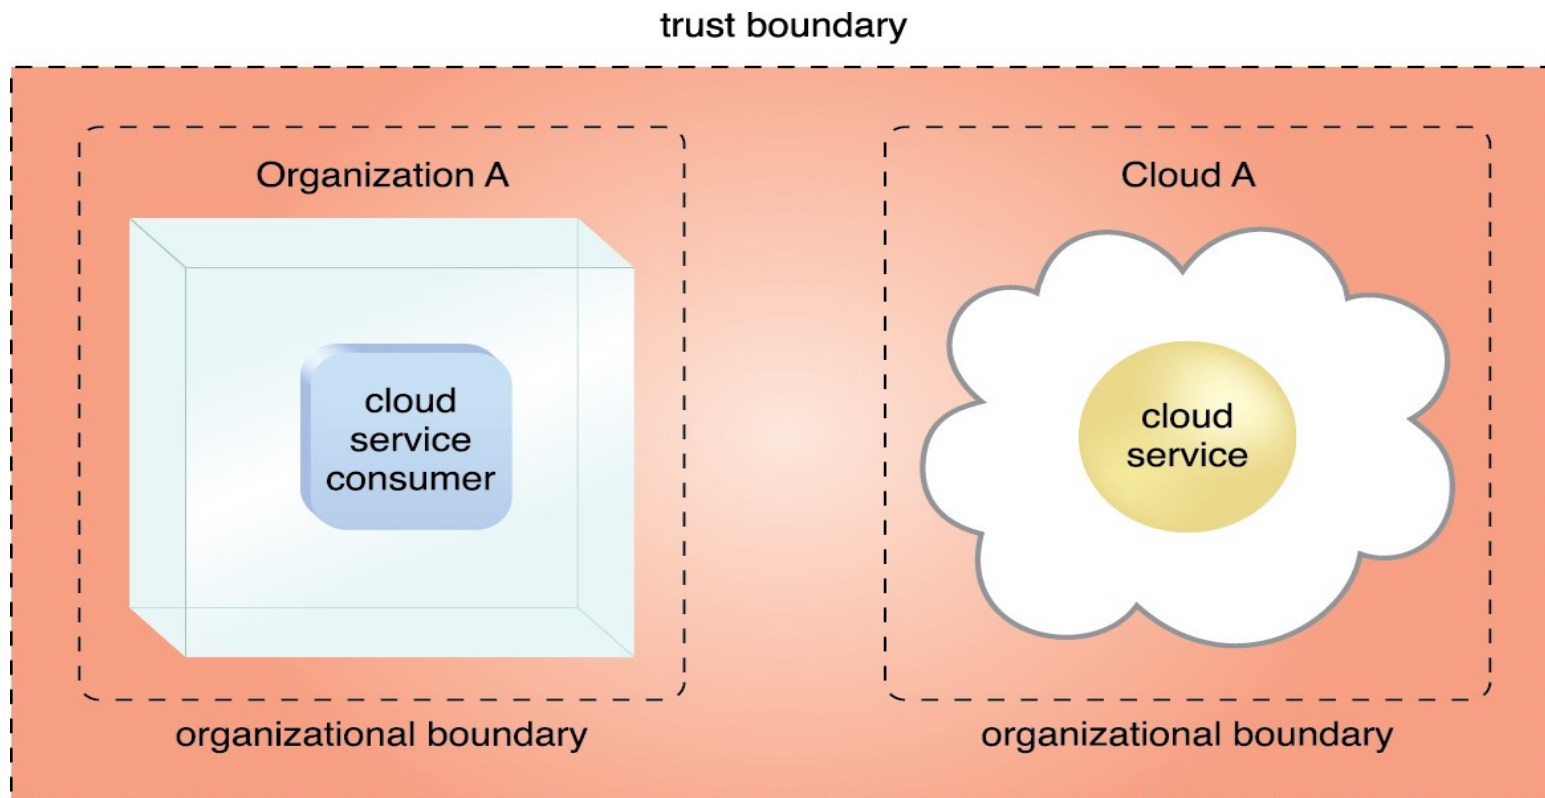 trust boundary
Organization A
Cloud A
cloud
service
consumer
cloud
service
organizational boundary
organizational boundary